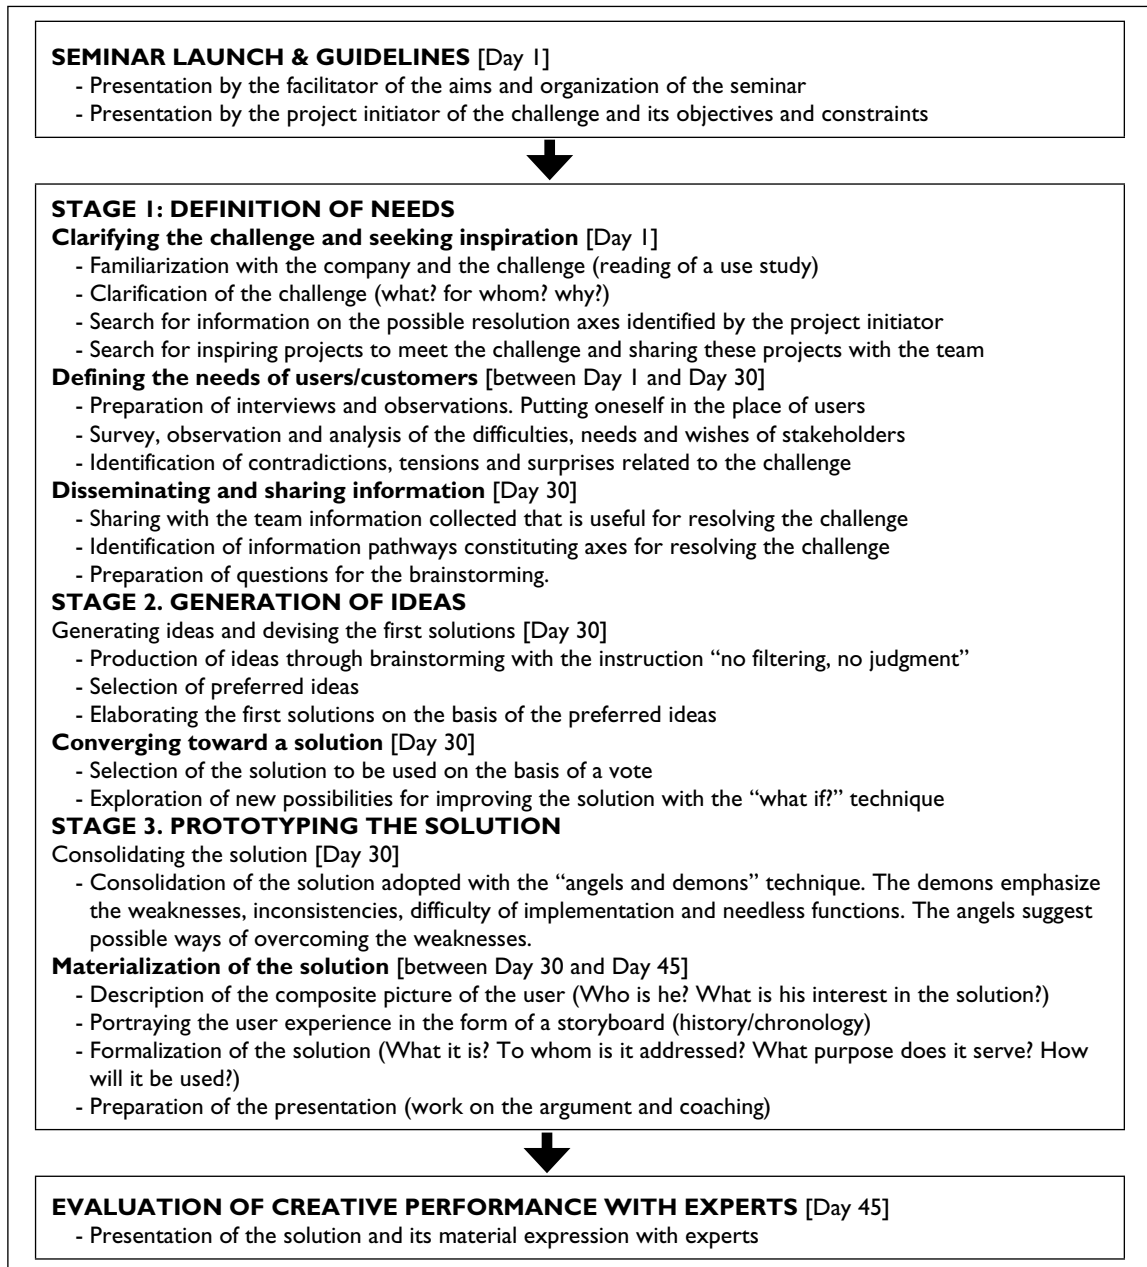 SEMINAR LAUNCH & GUIDELINES [Day 1]
- Presentation by the facilitator of the aims and organization of the seminar
- Presentation by the project initiator of the challenge and its objectives and constraints
STAGE 1: DEFINITION OF NEEDS
Clarifying the challenge and seeking inspiration [Day 1]
- Familiarization with the company and the challenge (reading of a use study)
- Clarification of the challenge (what? for whom? why?)
- Search for information on the possible resolution axes identified by the project initiator
- Search for inspiring projects to meet the challenge and sharing these projects with the team
Defining the needs of users/customers [between Day 1 and Day 30]
- Preparation of interviews and observations. Putting oneself in the place of users
- Survey, observation and analysis of the difficulties, needs and wishes of stakeholders
- Identification of contradictions, tensions and surprises related to the challenge
Disseminating and sharing information [Day 30]
- Sharing with the team information collected that is useful for resolving the challenge
- Identification of information pathways constituting axes for resolving the challenge
- Preparation of questions for the brainstorming.
STAGE 2. GENERATION OF IDEAS
Generating ideas and devising the first solutions [Day 30]
- Production of ideas through brainstorming with the instruction “no filtering, no judgment”
- Selection of preferred ideas
- Elaborating the first solutions on the basis of the preferred ideas
Converging toward a solution [Day 30]
- Selection of the solution to be used on the basis of a vote
- Exploration of new possibilities for improving the solution with the “what if?” technique
STAGE 3. PROTOTYPING THE SOLUTION
Consolidating the solution [Day 30]
- Consolidation of the solution adopted with the “angels and demons” technique. The demons emphasize
the weaknesses, inconsistencies, difficulty of implementation and needless functions. The angels suggest
possible ways of overcoming the weaknesses.
Materialization of the solution [between Day 30 and Day 45]
- Description of the composite picture of the user (Who is he? What is his interest in the solution?)
- Portraying the user experience in the form of a storyboard (history/chronology)
- Formalization of the solution (What it is? To whom is it addressed? What purpose does it serve? How
will it be used?)
- Preparation of the presentation (work on the argument and coaching)
EVALUATION OF CREATIVE PERFORMANCE WITH EXPERTS [Day 45]
- Presentation of the solution and its material expression with experts